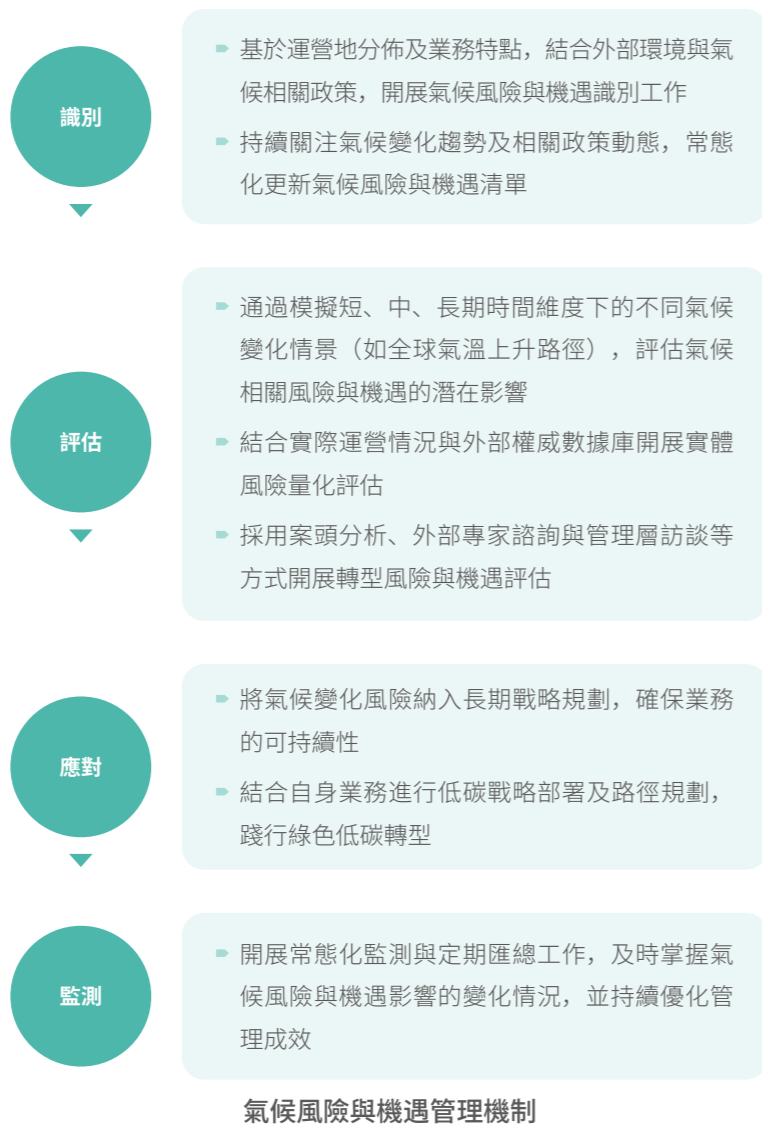 識別
基於運營地分佈及業務特點，結合外部環境與氣
候相關政策，開展氣候風險與機遇識別工作
持續關注氣候變化趨勢及相關政策動態，常態
化更新氣候風險與機遇清單
評估
通過模擬短、中、長期時間維度下的不同氣候
變化情景（如全球氣溫上升路徑），評估氣候
相關風險與機遇的潛在影響
結合實際運營情況與外部權威數據庫開展實體
風險量化評估
採用案頭分析、外部專家諮詢與管理層訪談等
方式開展轉型風險與機遇評估
應對
將氣候變化風險納入長期戰略規劃，確保業務
的可持續性
結合自身業務進行低碳戰略部署及路徑規劃，
踐行綠色低碳轉型
監測
開展常態化監測與定期匯總工作，及時掌握氣
候風險與機遇影響的變化情況，並持續優化管
理成效
氣候風險與機遇管理機制